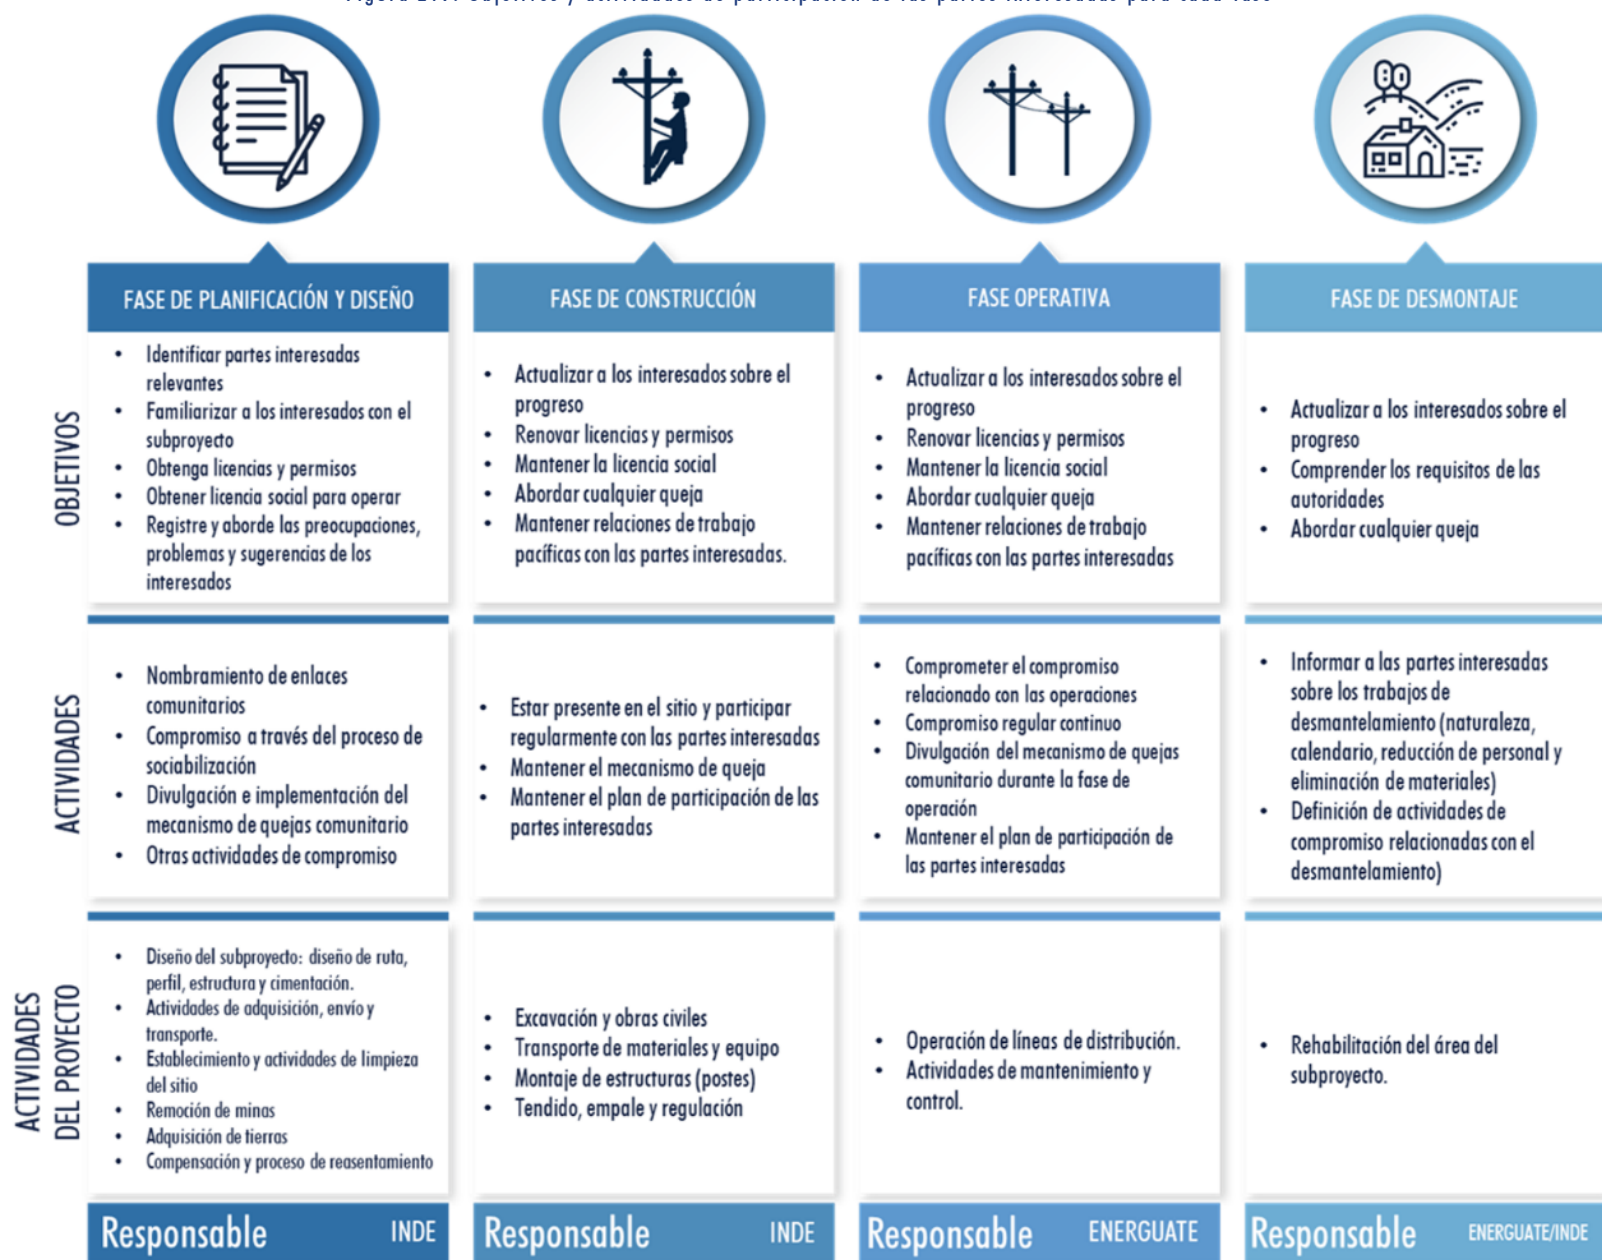 FASE DE PLANIFICACIÓN Y DISEÑO
FASE DE CONSTRUCCIÓN
FASE OPERATIVA
FASE DE DESMONTAJE
OBJETIVOS
• Identificar partes interesadas
relevantes
• Familiarizar a los interesados con el
subproyecto
• Obtenga licencias y permisos
• Obtener licencia social para operar
• Registre y aborde las preocupaciones,
problemas y sugerencias de los
interesados
• Actualizar a los interesados sobre el
progreso
• Renovar licencias y permisos
• Mantener la licencia social
• Abordar cualquier queja
• Mantener relaciones de trabajo
pacíficas con las partes interesadas.
• Actualizar a los interesados sobre el
progreso
• Renovar licencias y permisos
• Mantener la licencia social
• Abordar cualquier queja
• Mantener relaciones de trabajo
pacíficas con las partes interesadas
• Actualizar a los interesados sobre el
progreso
• Comprender los requisitos de las
autoridades
• Abordar cualquier queja
ACTIVIDADES
• Nombramiento de enlaces
comunitarios
• Compromiso a través del proceso de
sociabilización
• Divulgación e implementación del
mecanismo de quejas comunitario
• Otras actividades de compromiso
• Estar presente en el sitio y participar
regularmente con las partes interesadas
• Mantener el mecanismo de queja
• Mantener el plan de participación de las
partes interesadas
• Comprometer el compromiso
relacionado con las operaciones
• Compromiso regular continuo
• Divulgación del mecanismo de quejas
comunitario durante la fase de
operación
• Mantener el plan de participación de
las partes interesadas
• Informar a las partes interesadas
sobre los trabajos de
desmantelamiento (naturaleza,
calendario, reducción de personal y
eliminación de materiales)
• Definición de actividades de
compromiso relacionadas con el
desmantelamiento)
ACTIVIDADES
DEL PROYECTO
• Diseño del subproyecto: diseño de ruta,
perfil, estructura y cimentación.
• Actividades de adquisición, envío y
transporte.
• Establecimiento y actividades de limpieza
del sitio
• Remoción de minas
• Adquisición de tierras
• Compensación y proceso de reasentamiento
• Excavación y obras civiles
• Transporte de materiales y equipo
• Montaje de estructuras (postes)
• Tendido, empale y regulación
• Operación de líneas de distribución.
• Actividades de mantenimiento y
control.
• Rehabilitación del área del
subproyecto.
Responsable INDE
Responsable INDE
Responsable ENERGUATE
Responsable ENERGUATE/INDE